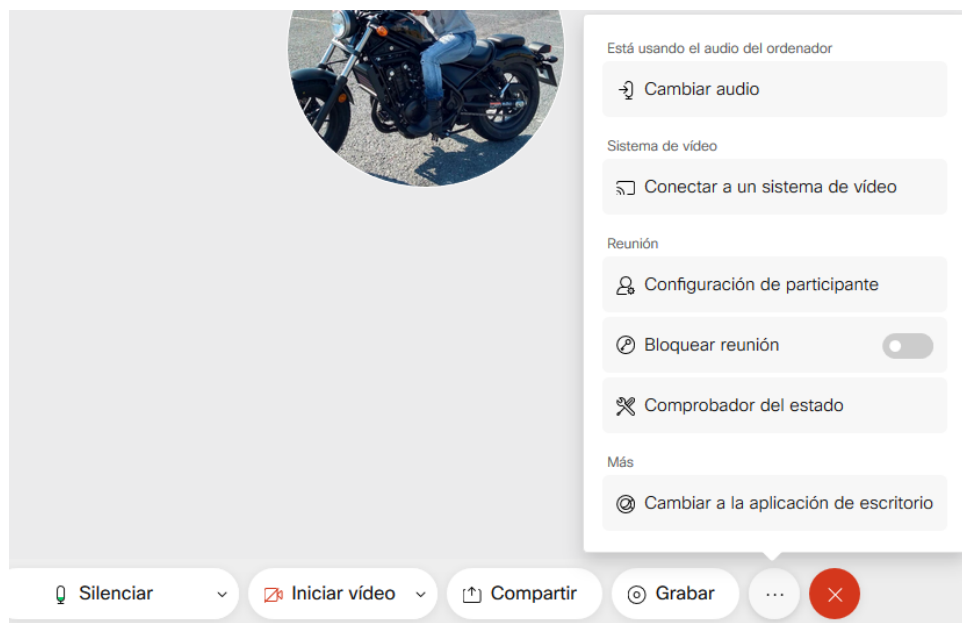 Está usando el audio del ordenador
Cambiar audio
Sistema de vídeo
Conectar a un sistema de vídeo
Reunión
Configuración de participante
Bloquear reunión
Comprobador del estado
Más
Cambiar a la aplicación de escritorio
Silenciar
Iniciar vídeo
Compartir
Grabar